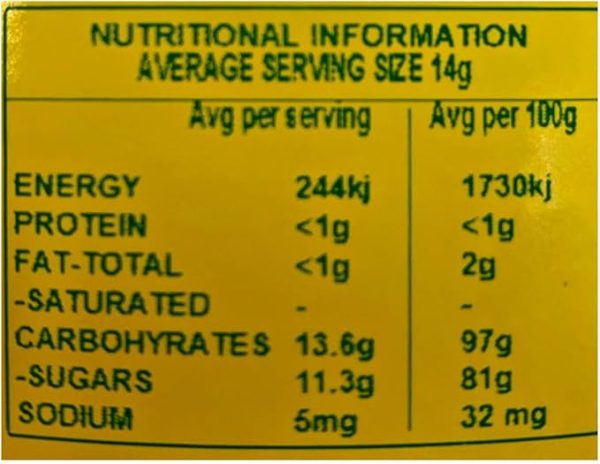 NUTRITIONAL INFORMATION
AVERAGE SERVING SIZE 14g
Avg per serving Avg per 100g
ENERGY 244kj 1730kj
PROTEIN <1g <1g
FAT-TOTAL <1g 2g
-SATURATED - -
CARBOHYRATES 13.6g 97g
-SUGARS 11.3g 81g
SODIUM 5mg 32 mg